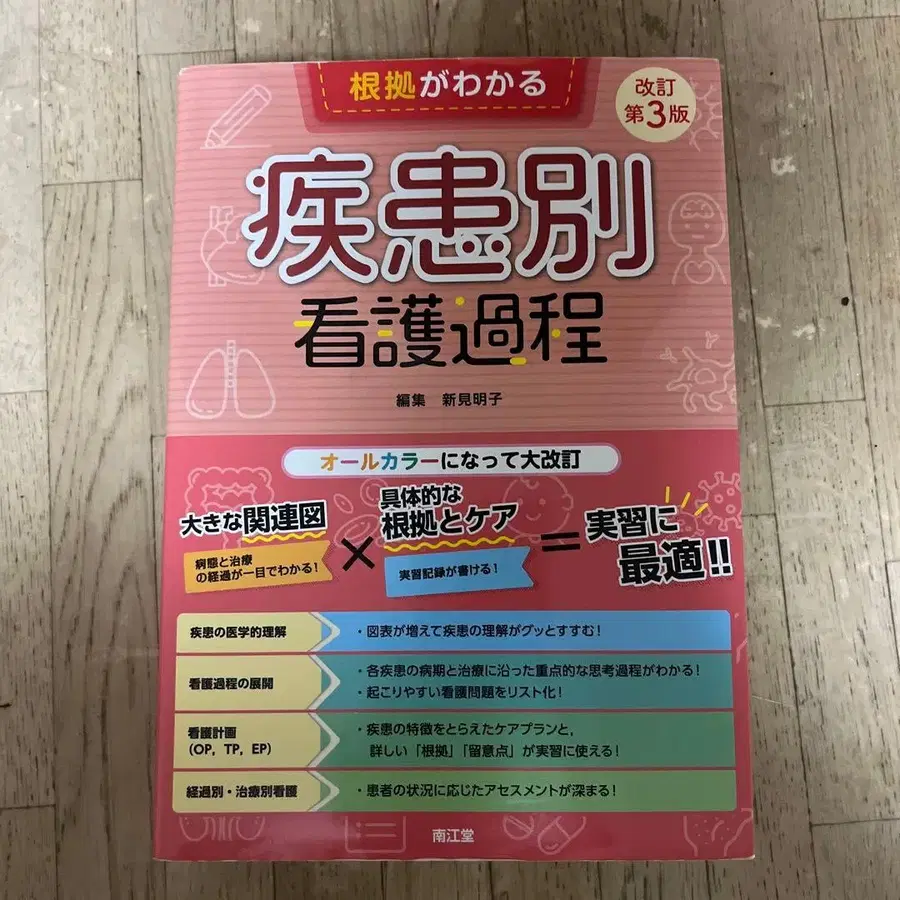 根拠がわかる
改訂
第3版
疾患別
看護過程
編集 新見明子
オールカラーになって大改訂
大きな関連図
病態と治療
の経過が一目でわかる!
×
具体的な
根拠とケア
実習記録が書ける!
=
実習に
最適!!
疾患の医学的理解
・図表が増えて疾患の理解がグッとすすむ!
看護過程の展開
・各疾患の病期と治療に沿った重点的な思考過程がわかる!
・起こりやすい看護問題をリスト化!
看護計画
(OP, TP, EP)
・疾患の特徴をとらえたケアプランと,
詳しい「根拠」「留意点」が実習に使える!
経過別・治療別看護
・患者の状況に応じたアセスメントが深まる!
南江堂